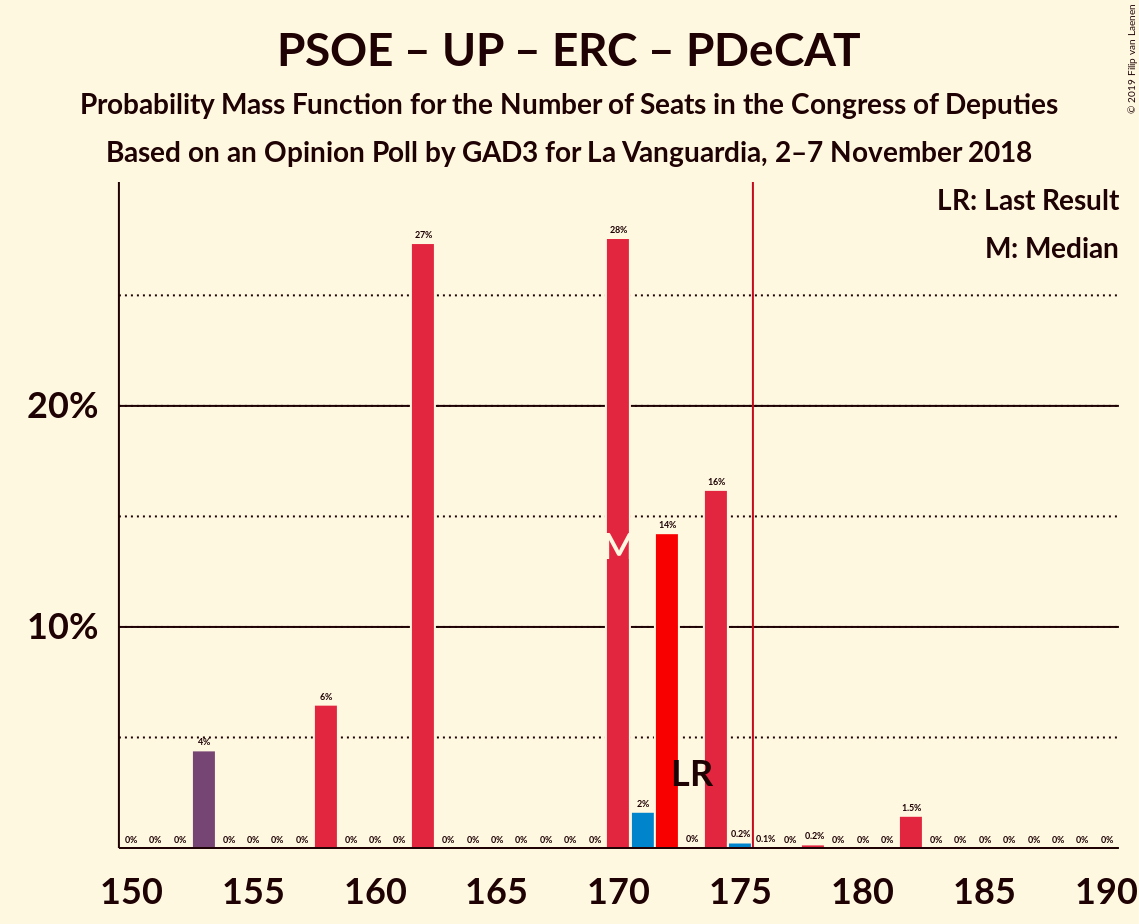 PSOE – UP – ERC – PDeCAT
Probability Mass Function for the Number of Seats in the Congress of Deputies
Based on an Opinion Poll by GAD3 for La Vanguardia, 2–7 November 2018
© 2019 Filip van Laenen
LR: Last Result
M: Median
20%
10%
0% 0% 0% 4% 0% 0% 0% 0% 6% 0% 0% 0% 27% 0% 0% 0% 0% 0% 0% 0% 28% 2% 14% 0% 16% 0.2% 0.1% 0% 0.2% 0% 0% 0% 1.5% 0% 0% 0% 0% 0% 0% 0% 0%
M
LR
150 155 160 165 170 175 180 185 190